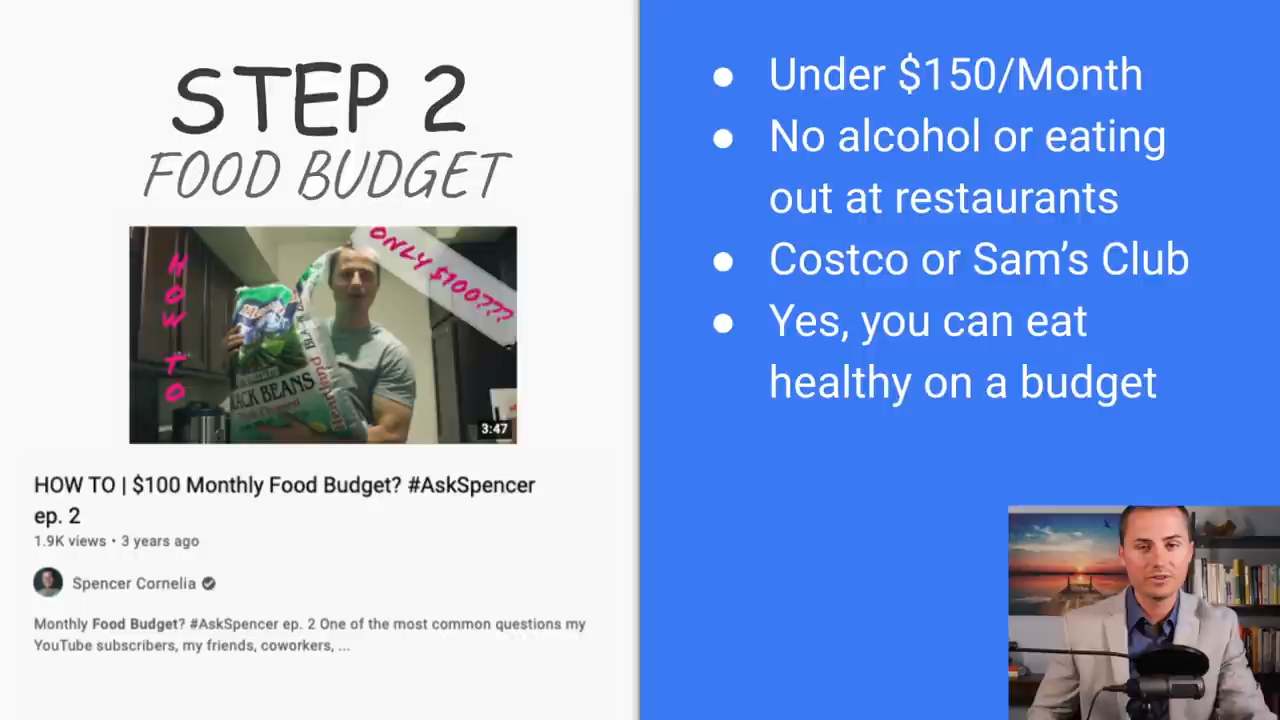 STEP 2
FOOD BUDGET
HOW TO
ONLY $100???
BLACK BEANS
3:47
HOW TO | $100 Monthly Food Budget? #AskSpencer
ep. 2
1.9K views • 3 years ago
Spencer Cornelia
Monthly Food Budget? #AskSpencer ep. 2 One of the most common questions my
YouTube subscribers, my friends, coworkers, ...
● Under $150/Month
● No alcohol or eating
out at restaurants
● Costco or Sam’s Club
● Yes, you can eat
healthy on a budget